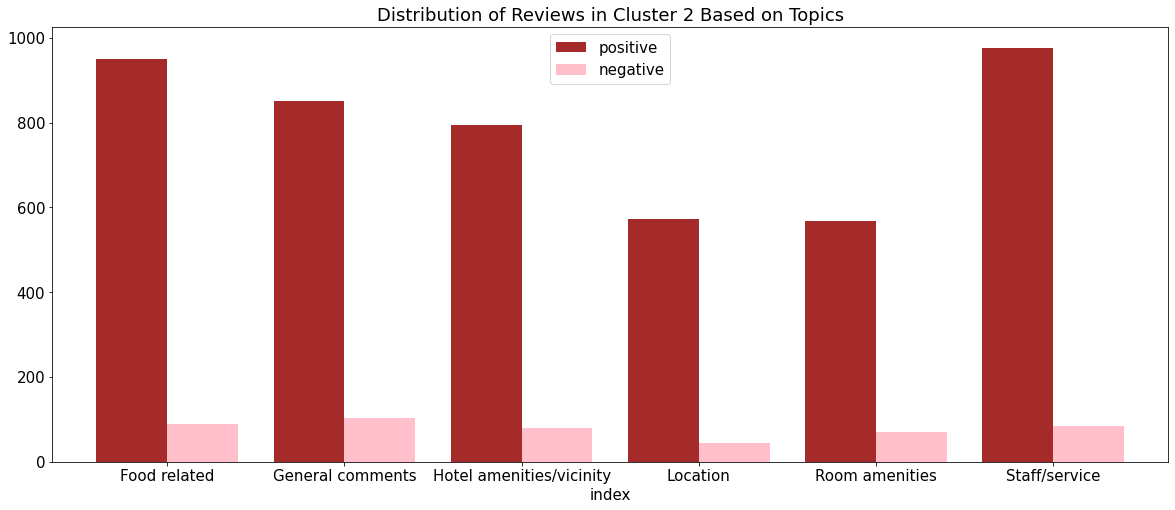 Distribution of Reviews in Cluster 2 Based on Topics
positive
negative
1000
800
600
400
200
0
Food related
General comments
Hotel amenities/vicinity
Location
Room amenities
Staff/service
index